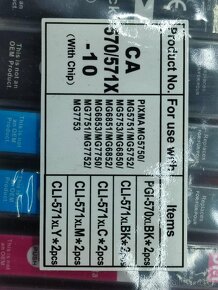 Product No.
CA
570/571X
-10
(With Chip)
For use with:
PIXMA MG5750/
MG5751/MG5752/
MG5753/MG6850/
MG6851/MG6852/
MG6853/MG7750/
MG7751/MG7752/
MG7753
Items
PGI-570XLBK*2pcs
CLI-571XLBK*2pcs
CLI-571XLC*2pcs
CLI-571XLM*2pcs
CLI-571XLY*2pcs
PUSH